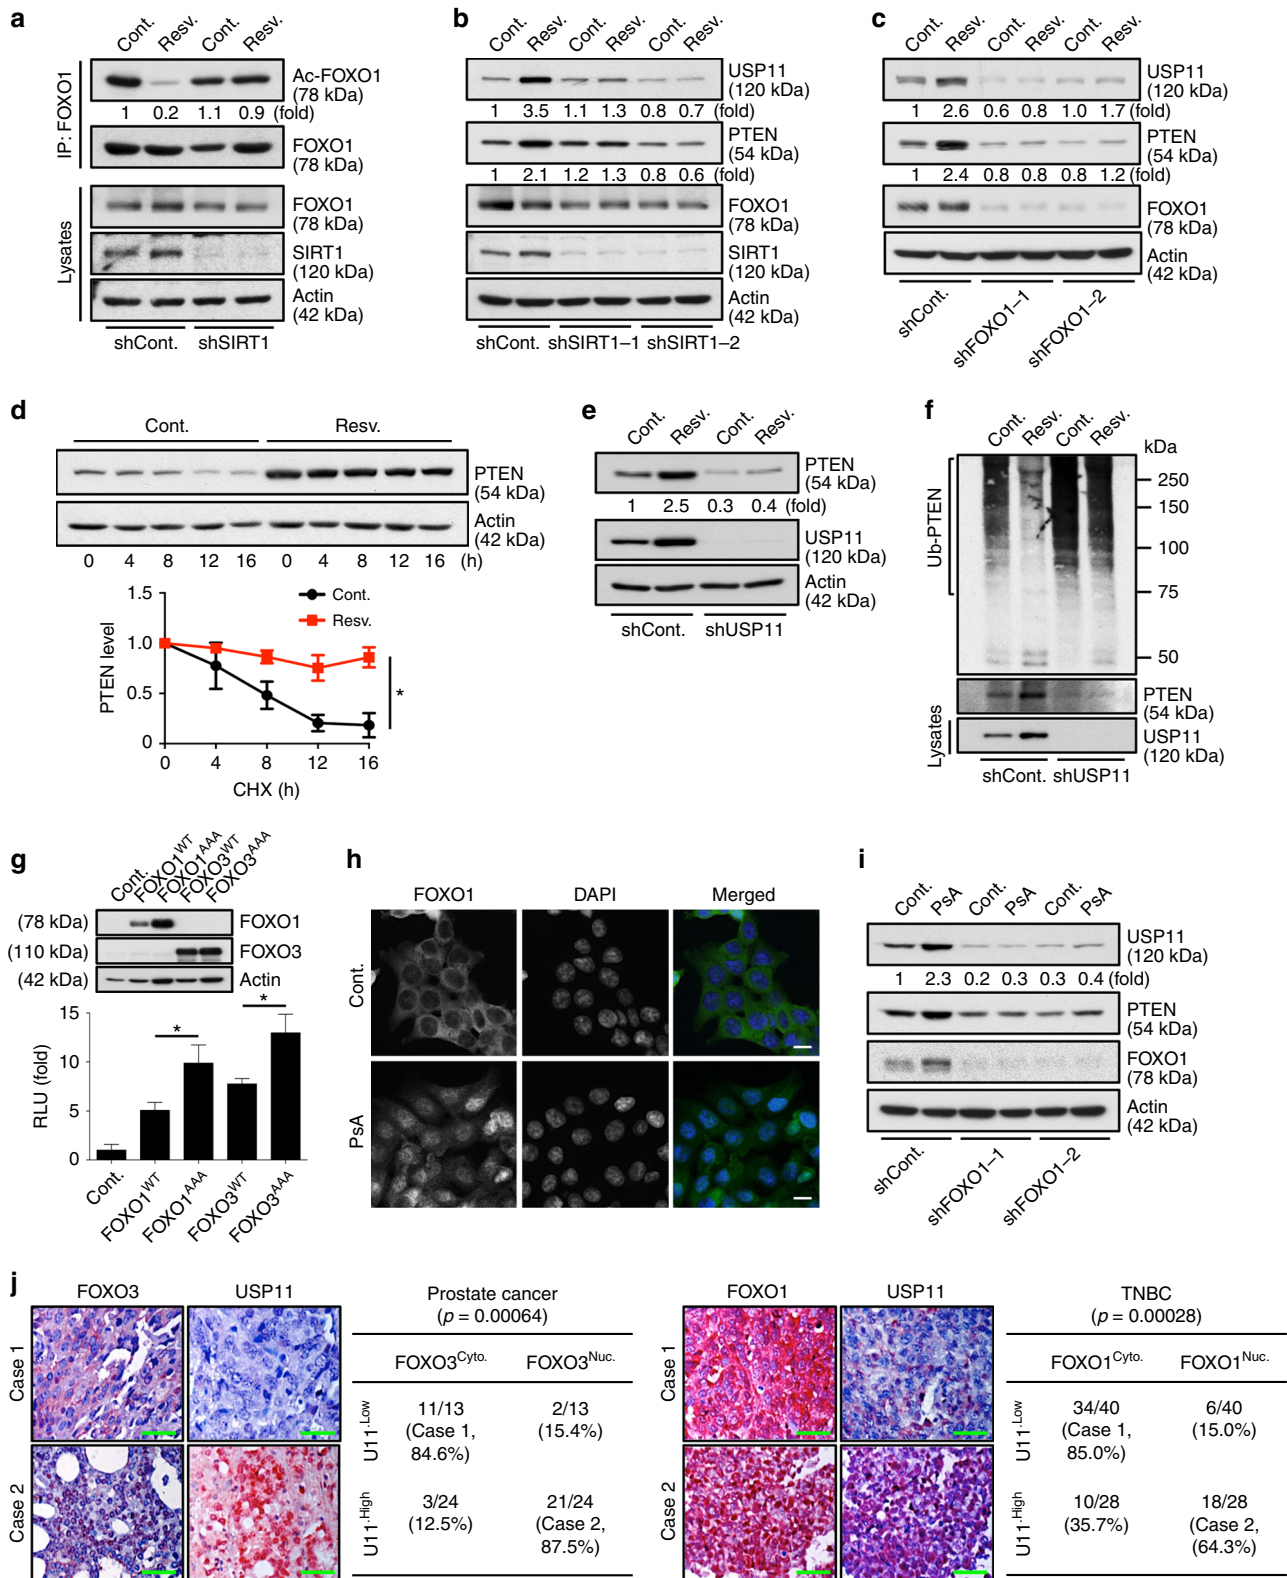 a
Cont. Resv. Cont. Resv.
IP: FOXO1
Ac-FOXO1
(78 kDa)
1 0.2 1.1 0.9 (fold)
FOXO1
(78 kDa)
Lysates
FOXO1
(78 kDa)
SIRT1
(120 kDa)
Actin
(42 kDa)
shCont. shSIRT1
b
Cont. Resv. Cont. Resv. Cont. Resv.
USP11
(120 kDa)
1 3.5 1.1 1.3 0.8 0.7 (fold)
PTEN
(54 kDa)
1 2.1 1.2 1.3 0.8 0.6 (fold)
FOXO1
(78 kDa)
SIRT1
(120 kDa)
Actin
(42 kDa)
shCont. shSIRT1–1 shSIRT1–2
c
Cont. Resv. Cont. Resv. Cont. Resv.
USP11
(120 kDa)
1 2.6 0.6 0.8 1.0 1.7 (fold)
PTEN
(54 kDa)
1 2.4 0.8 0.8 0.8 1.2 (fold)
FOXO1
(78 kDa)
Actin
(42 kDa)
shCont. shFOXO1–1 shFOXO1–2
d
Cont. Resv.
PTEN
(54 kDa)
Actin
(42 kDa)
0 4 8 12 16 0 4 8 12 16 (h)
Cont.
Resv.
PTEN level
1.5
1.0
0.5
0
*
0 4 8 12 16
CHX (h)
e
Cont. Resv. Cont. Resv.
PTEN
(54 kDa)
1 2.5 0.3 0.4 (fold)
USP11
(120 kDa)
Actin
(42 kDa)
shCont. shUSP11
f
Cont. Resv. Cont. Resv.
kDa
Ub-PTEN
250
150
100
75
50
PTEN
(54 kDa)
Lysates
USP11
(120 kDa)
shCont. shUSP11
g
Cont. FOXO1WT FOXO1AAA FOXO3WT FOXO3AAA
(78 kDa) FOXO1
(110 kDa) FOXO3
(42 kDa) Actin
RLU (fold)
15
10
5
0
* *
Cont. FOXO1WT FOXO1AAA FOXO3WT FOXO3AAA
h
FOXO1 DAPI Merged
Cont.
PsA
i
Cont. PsA Cont. PsA Cont. PsA
USP11
(120 kDa)
1 2.3 0.2 0.3 0.3 0.4 (fold)
PTEN
(54 kDa)
FOXO1
(78 kDa)
Actin
(42 kDa)
shCont. shFOXO1–1 shFOXO1–2
j
FOXO3 USP11
Case 1
Case 2
Prostate cancer
(p = 0.00064)
FOXO3Cyto. FOXO3Nuc.
U11.Low
11/13 2/13
(Case 1, (15.4%)
84.6%)
U11.High
3/24 21/24
(12.5%) (Case 2,
87.5%)
FOXO1 USP11
Case 1
Case 2
TNBC
(p = 0.00028)
FOXO1Cyto. FOXO1Nuc.
U11.Low
34/40 6/40
(Case 1, (15.0%)
85.0%)
U11.High
10/28 18/28
(35.7%) (Case 2,
(64.3%)